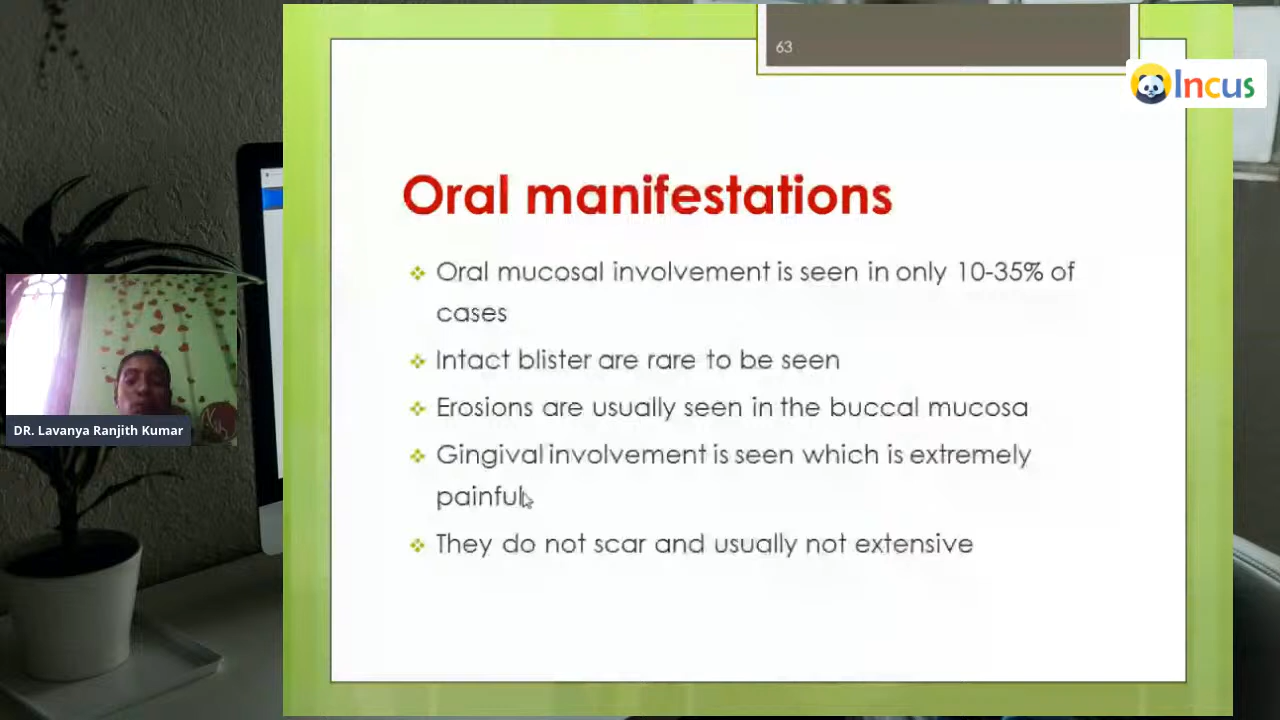 63
Incus
Oral manifestations
Oral mucosal involvement is seen in only 10-35% of
cases
Intact blister are rare to be seen
Erosions are usually seen in the buccal mucosa
Gingival involvement is seen which is extremely
painful
They do not scar and usually not extensive
DR. Lavanya Ranjith Kumar